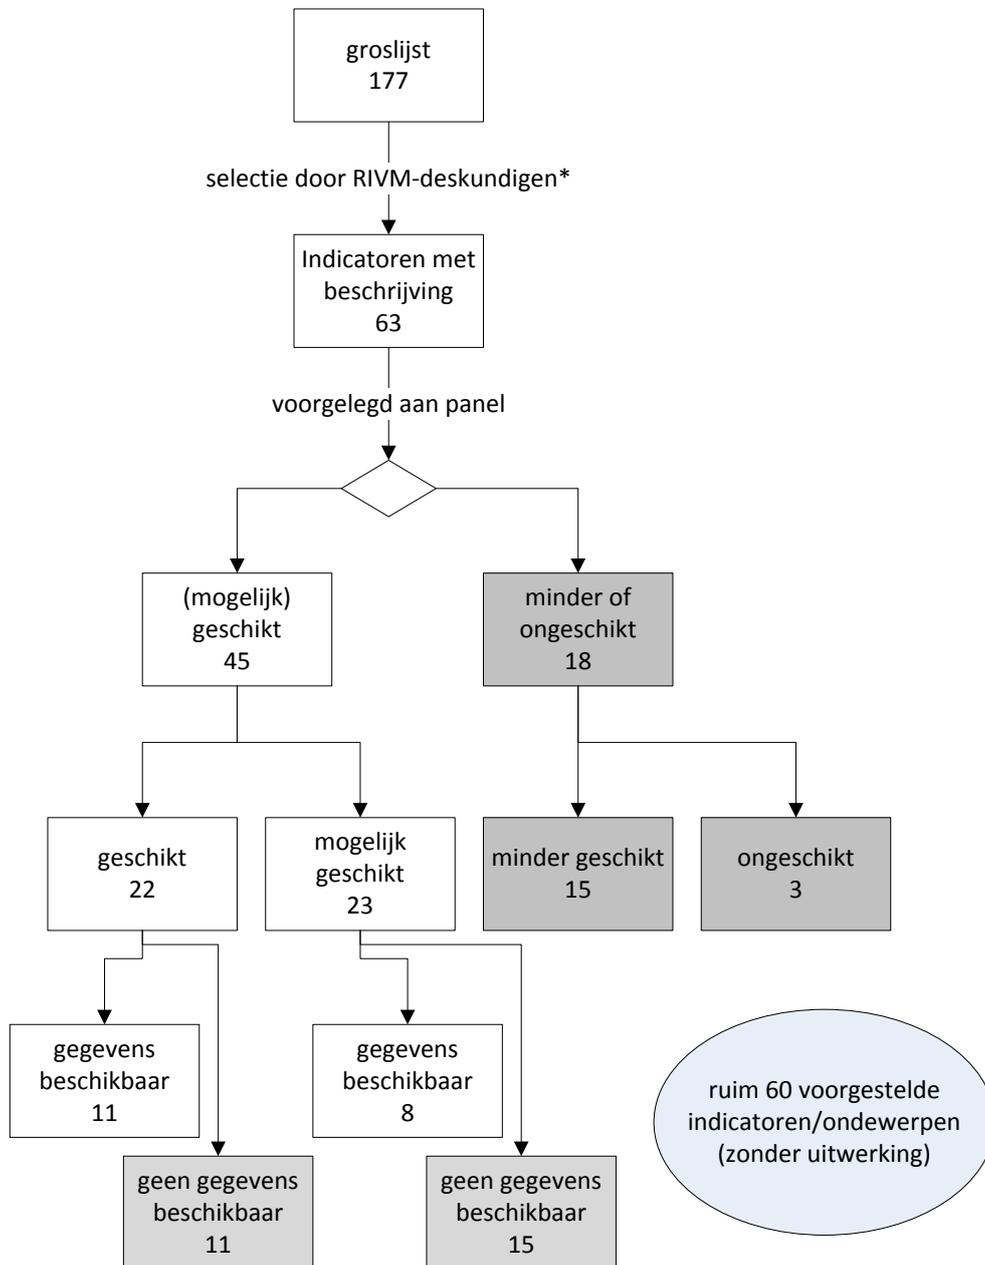 groslijst
177
selectie door RIVM-deskundigen*
Indicatoren met
beschrijving
63
voorgelegd aan panel
(mogelijk)
geschikt
45
minder of
ongeschikt
18
geschikt
22
mogelijk
geschikt
23
minder geschikt
15
ongeschikt
3
gegevens
beschikbaar
11
gegevens
beschikbaar
8
ruim 60 voorgestelde
indicatoren/ondewerpen
(zonder uitwerking)
geen gegevens
beschikbaar
11
geen gegevens
beschikbaar
15